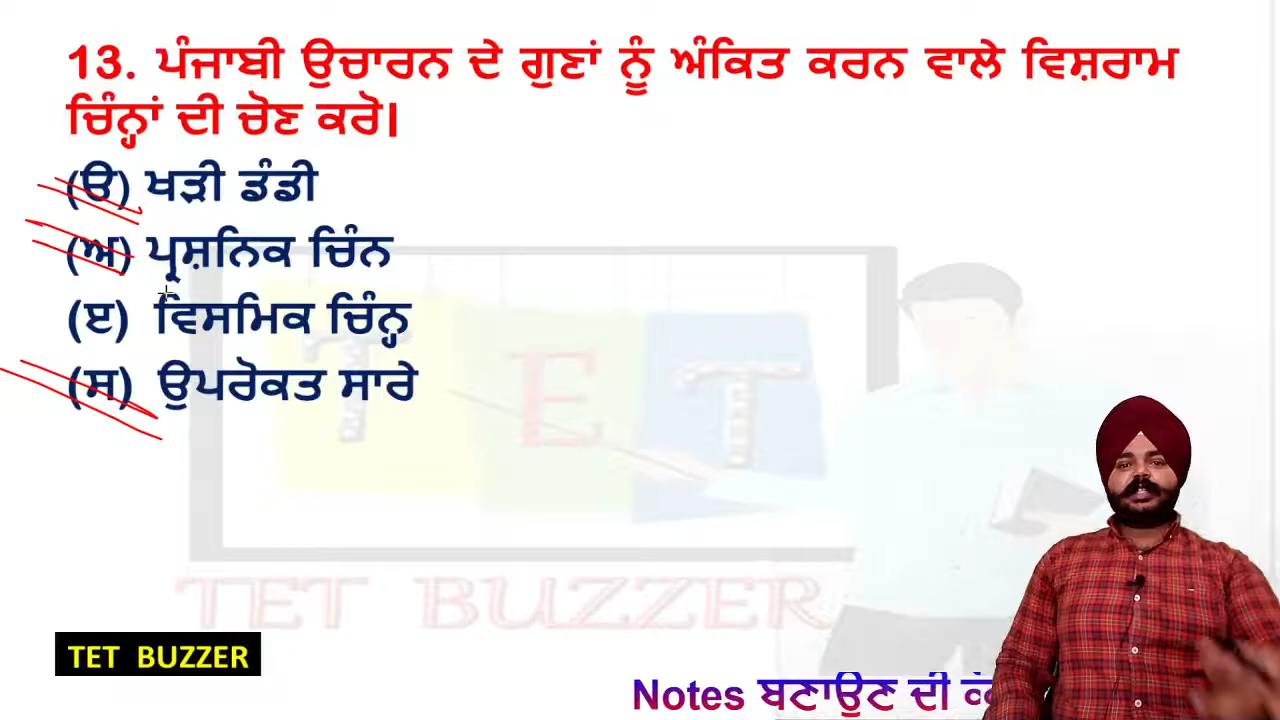 13. ਪੰਜਾਬੀ ਉਚਾਰਨ ਦੇ ਗੁਣਾਂ ਨੂੰ ਅੰਕਿਤ ਕਰਨ ਵਾਲੇ ਵਿਸ਼ਰਾਮ
ਚਿੰਨ੍ਹਾਂ ਦੀ ਚੋਣ ਕਰੋ।
(ੳ) ਖੜੀ ਡੰਡੀ
(ਅ) ਪ੍ਰਸ਼ਨਿਕ ਚਿੰਨ
(ੲ) ਵਿਸਮਿਕ ਚਿੰਨ੍ਹ
(ਸ) ਉਪਰੋਕਤ ਸਾਰੇ
T E T
TET BUZZER
TET BUZZER
Notes ਬਣਾਉਣ ਦੀ